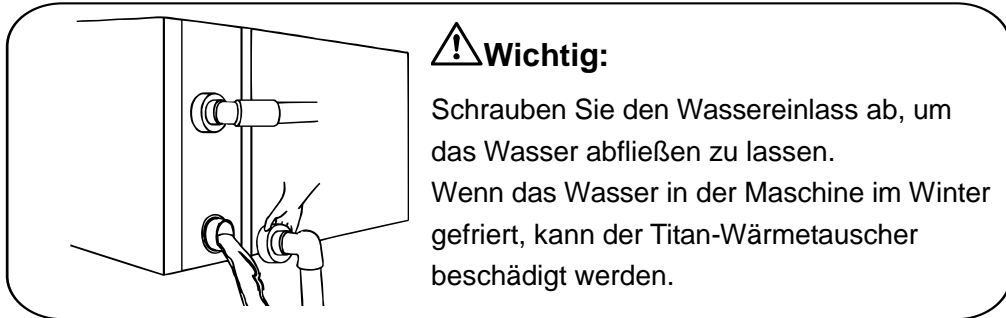 Wichtig:
Schrauben Sie den Wassereinlass ab, um
das Wasser abfließen zu lassen.
Wenn das Wasser in der Maschine im Winter
gefriert, kann der Titan-Wärmetauscher
beschädigt werden.